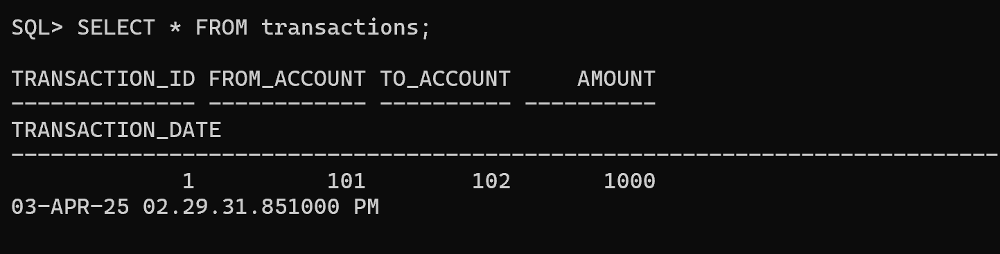 SQL> SELECT * FROM transactions;
TRANSACTION_ID FROM_ACCOUNT TO_ACCOUNT     AMOUNT
-------------- ------------ ---------- ----------
TRANSACTION_DATE
---------------------------------------------------------------------------
             1          101        102       1000
03-APR-25 02.29.31.851000 PM